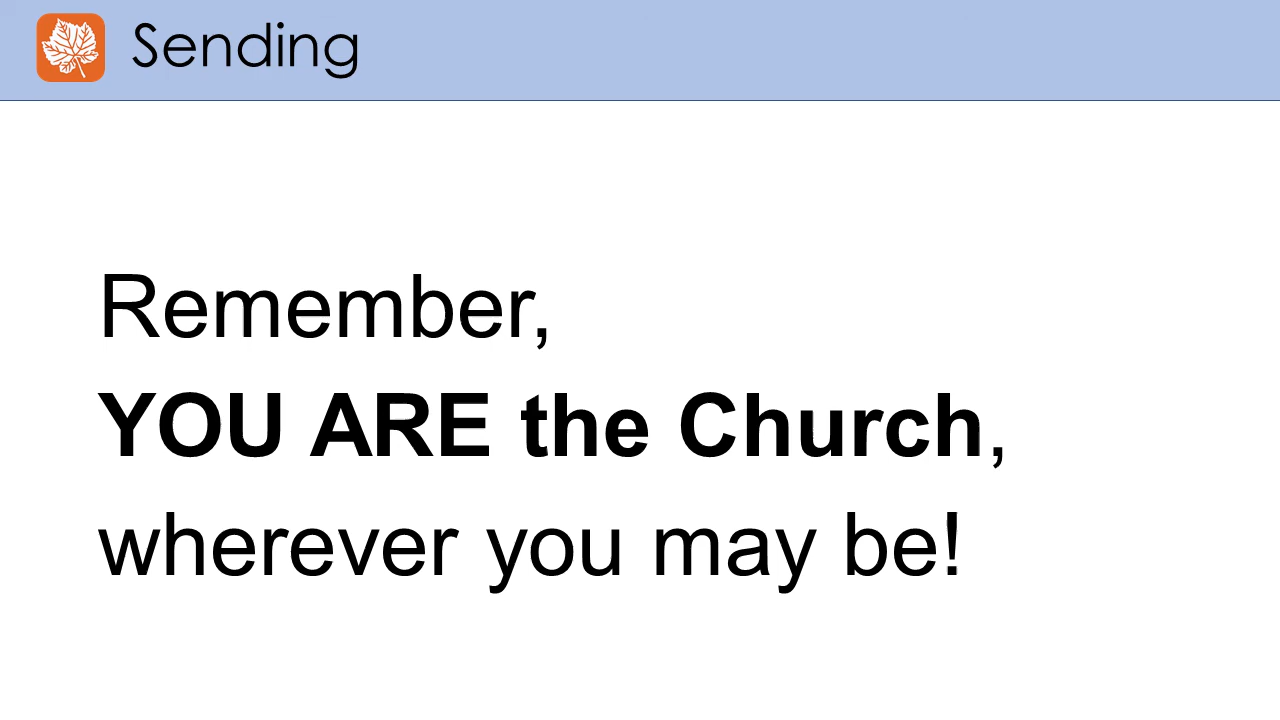 Sending
Remember,
YOU ARE the Church,
wherever you may be!